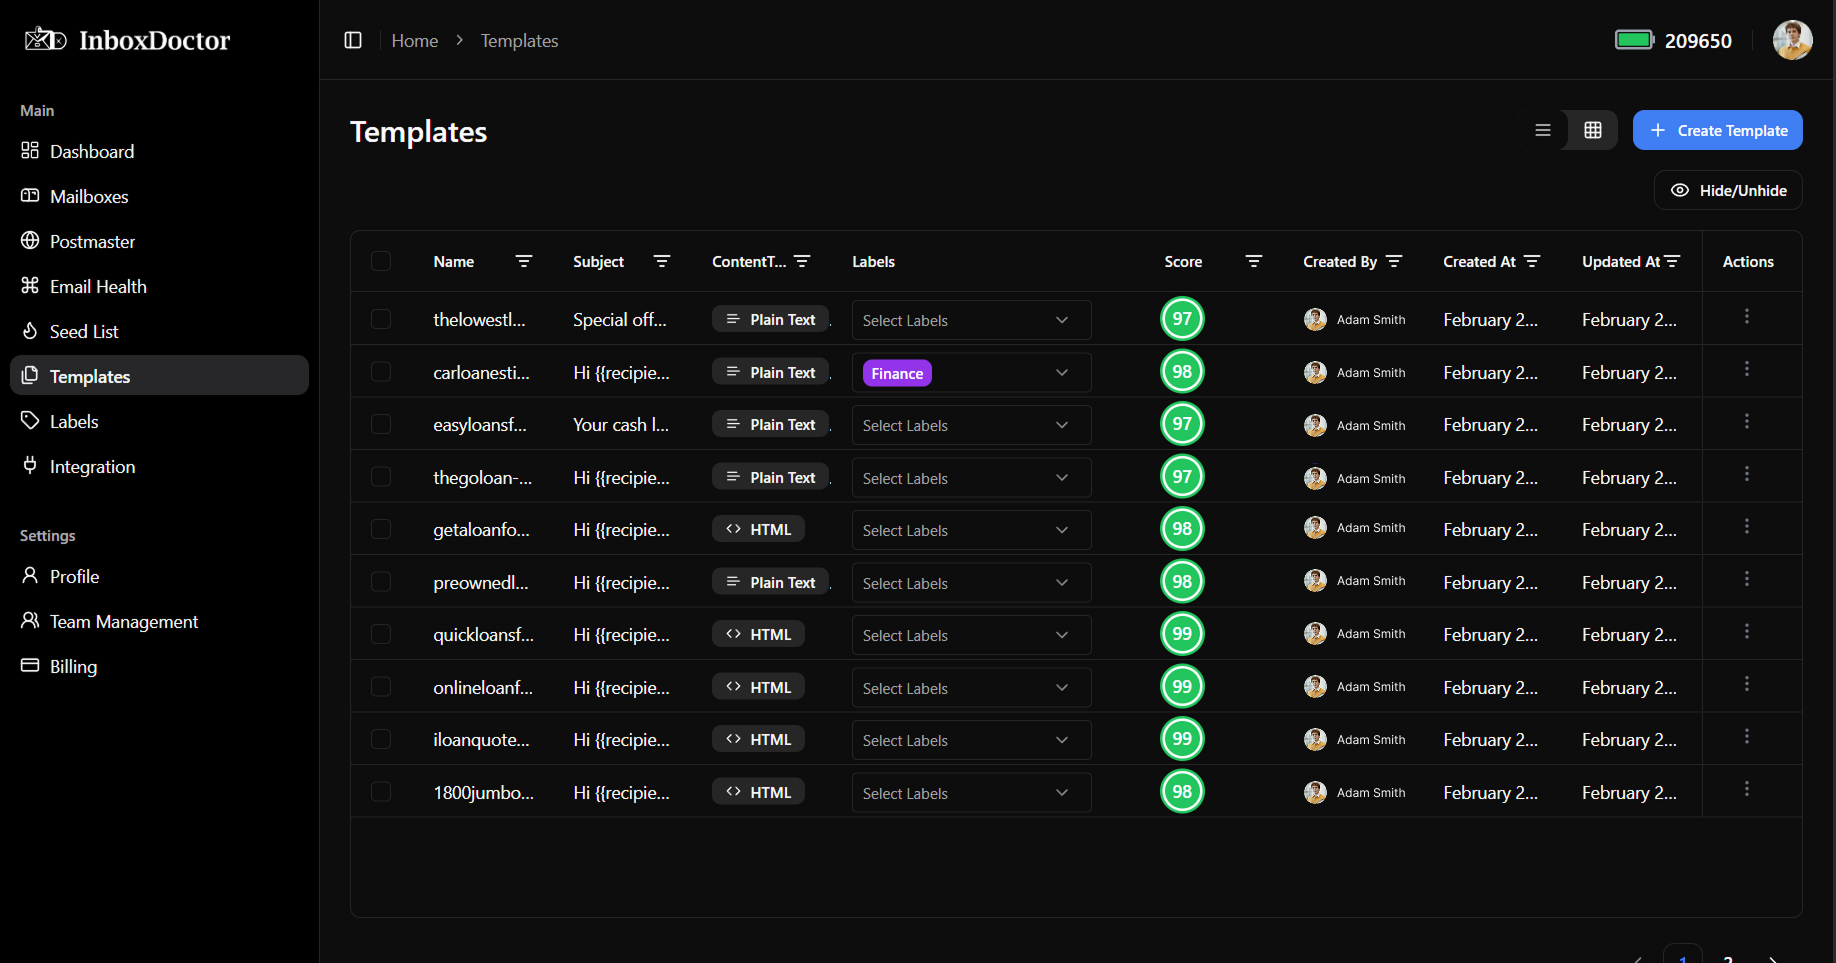 InboxDoctor
Home > Templates
209650
Main
Dashboard
Mailboxes
Postmaster
Email Health
Seed List
Templates
Labels
Integration
Settings
Profile
Team Management
Billing
Templates
Create Template
Hide/Unhide
Name Subject ContentT... Labels Score Created By Created At Updated At Actions
thelowestl... Special off... Plain Text Select Labels 97 Adam Smith February 2... February 2...
carloanesti... Hi {{recipie... Plain Text Finance 98 Adam Smith February 2... February 2...
easyloansf... Your cash l... Plain Text Select Labels 97 Adam Smith February 2... February 2...
thegoloan-... Hi {{recipie... Plain Text Select Labels 97 Adam Smith February 2... February 2...
getaloanfo... Hi {{recipie... HTML Select Labels 98 Adam Smith February 2... February 2...
preownedl... Hi {{recipie... Plain Text Select Labels 98 Adam Smith February 2... February 2...
quickloansf... Hi {{recipie... HTML Select Labels 99 Adam Smith February 2... February 2...
onlineloanf... Hi {{recipie... HTML Select Labels 99 Adam Smith February 2... February 2...
iloanquote... Hi {{recipie... HTML Select Labels 99 Adam Smith February 2... February 2...
1800jumbo... Hi {{recipie... HTML Select Labels 98 Adam Smith February 2... February 2...
1 2